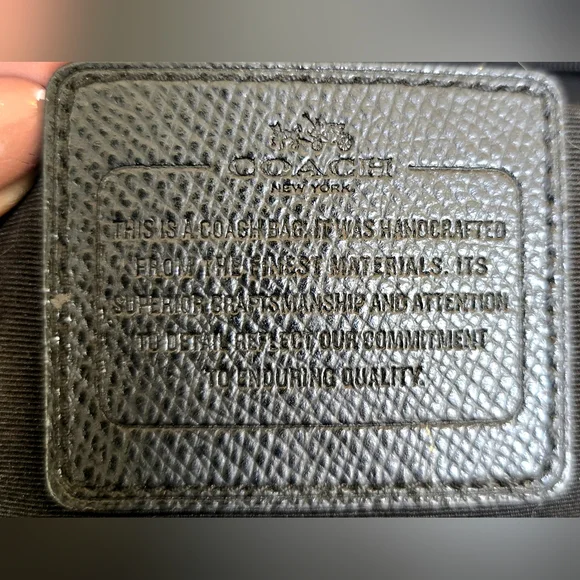 COACH
NEW YORK
THIS IS A COACH BAG. IT WAS HANDCRAFTED
FROM THE FINEST MATERIALS. ITS
SUPERIOR CRAFTSMANSHIP AND ATTENTION
TO DETAIL REFLECT OUR COMMITMENT
TO ENDURING QUALITY.